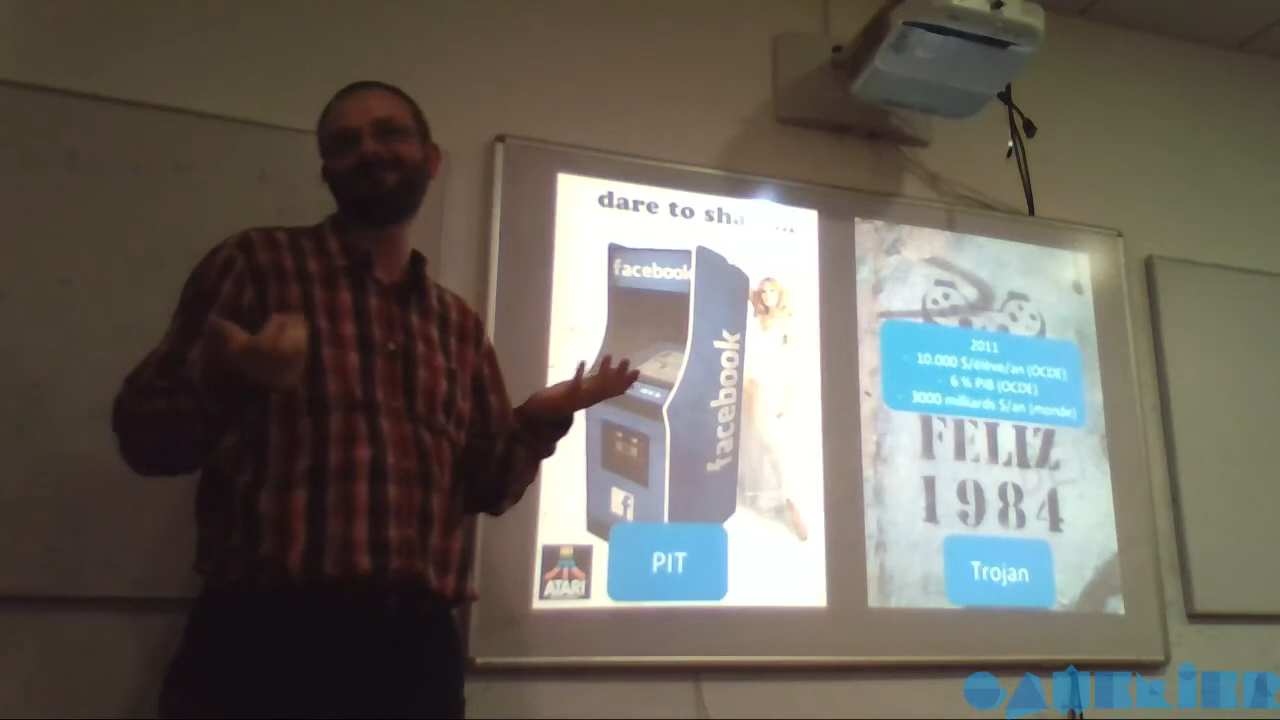 dare to sha...
facebook
facebook
f
ATARI
PIT
2011
10.000 $/élève/an (OCDE)
6 % PIB (OCDE)
3000 milliards $/an (monde)
FELIZ
1984
Trojan